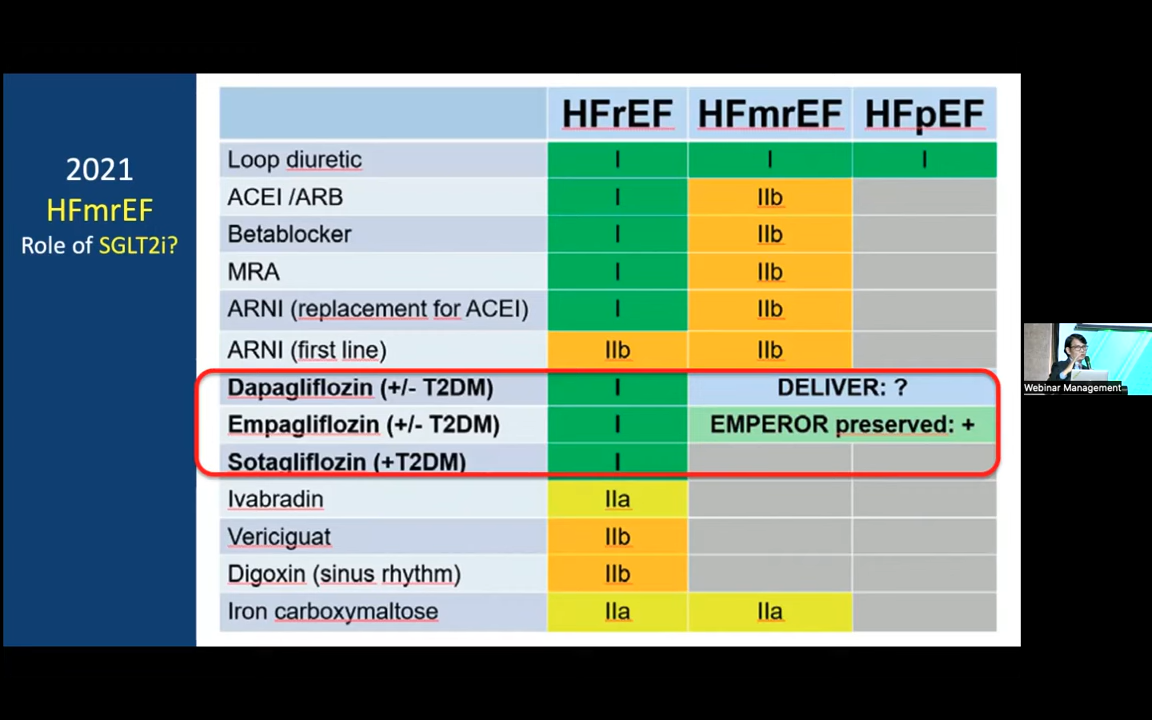 2021
HFmrEF
Role of SGLT2i?
HFrEF HFmrEF HFpEF
Loop diuretic I I I
ACEI /ARB I IIb
Betablocker I IIb
MRA I IIb
ARNI (replacement for ACEI) I IIb
ARNI (first line) IIb IIb
Dapagliflozin (+/- T2DM) I DELIVER: ?
Empagliflozin (+/- T2DM) I EMPEROR preserved: +
Sotagliflozin (+T2DM) I
Ivabradin IIa
Vericiguat IIb
Digoxin (sinus rhythm) IIb
Iron carboxymaltose IIa IIa
Webinar Management...